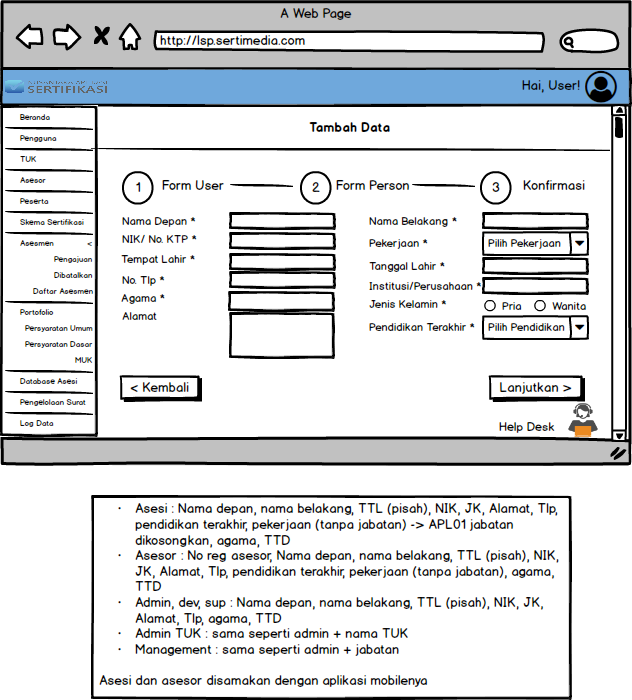 A Web Page
http://lsp.sertimedia.com
SERTIFIKASI
Hai, User!
Beranda
Pengguna
TUK
Asesor
Peserta
Skema Sertifikasi
Asesmen <
Pengajuan
Dibatalkan
Daftar Asesmen
Portofolio
Persyaratan Umum
Persyaratan Dasar
MUK
Database Asesi
Pengelolaan Surat
Log Data
Tambah Data
1 Form User 2 Form Person 3 Konfirmasi
Nama Depan * Nama Belakang *
NIK/ No. KTP * Pekerjaan * Pilih Pekerjaan
Tempat Lahir * Tanggal Lahir *
No. Tlp * Institusi/Perusahaan *
Agama * Jenis Kelamin * Pria Wanita
Alamat Pendidikan Terakhir * Pilih Pendidikan
< Kembali Lanjutkan >
Help Desk
· Asesi : Nama depan, nama belakang, TTL (pisah), NIK, JK, Alamat, Tlp,
pendidikan terakhir, pekerjaan (tanpa jabatan) -> APL01 jabatan
dikosongkan, agama, TTD
· Asesor : No reg asesor, Nama depan, nama belakang, TTL (pisah), NIK,
JK, Alamat, Tlp, pendidikan terakhir, pekerjaan (tanpa jabatan), agama,
TTD
· Admin, dev, sup : Nama depan, nama belakang, TTL (pisah), NIK, JK,
Alamat, Tlp, agama, TTD
· Admin TUK : sama seperti admin + nama TUK
· Management : sama seperti admin + jabatan
Asesi dan asesor disamakan dengan aplikasi mobilenya